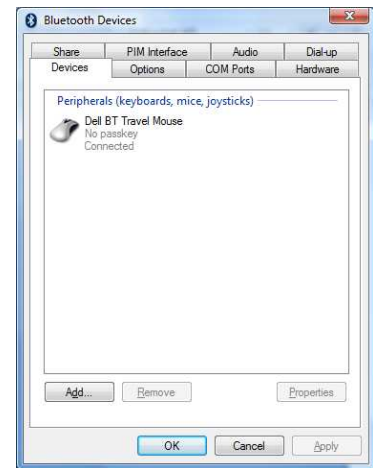 Bluetooth Devices
Share PIM Interface Audio Dial-up
Devices Options COM Ports Hardware
Peripherals (keyboards, mice, joysticks)
Dell BT Travel Mouse
No passkey
Connected
Add... Remove Properties
OK Cancel Apply